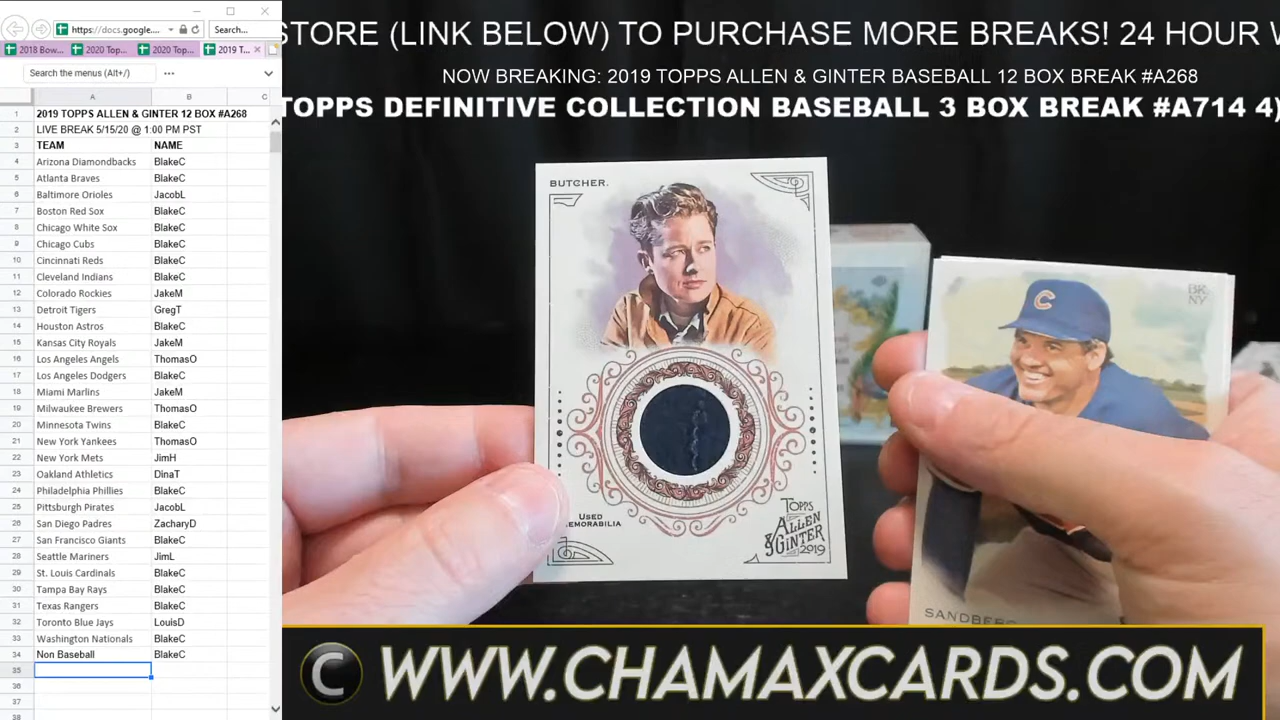 https://docs.google....
Search...
2018 Bow...
2020 Top...
2020 Top...
2019 T...
Search the menus (Alt+/)
A B C
1 2019 TOPPS ALLEN & GINTER 12 BOX #A268
2 LIVE BREAK 5/15/20 @ 1:00 PM PST
3 TEAM NAME
4 Arizona Diamondbacks BlakeC
5 Atlanta Braves BlakeC
6 Baltimore Orioles JacobL
7 Boston Red Sox BlakeC
8 Chicago White Sox BlakeC
9 Chicago Cubs BlakeC
10 Cincinnati Reds BlakeC
11 Cleveland Indians BlakeC
12 Colorado Rockies JakeM
13 Detroit Tigers GregT
14 Houston Astros BlakeC
15 Kansas City Royals JakeM
16 Los Angeles Angels ThomasO
17 Los Angeles Dodgers BlakeC
18 Miami Marlins JakeM
19 Milwaukee Brewers ThomasO
20 Minnesota Twins BlakeC
21 New York Yankees ThomasO
22 New York Mets JimH
23 Oakland Athletics DinaT
24 Philadelphia Phillies BlakeC
25 Pittsburgh Pirates JacobL
26 San Diego Padres ZacharyD
27 San Francisco Giants BlakeC
28 Seattle Mariners JimL
29 St. Louis Cardinals BlakeC
30 Tampa Bay Rays BlakeC
31 Texas Rangers BlakeC
32 Toronto Blue Jays LouisD
33 Washington Nationals BlakeC
34 Non Baseball BlakeC
35
36
37
38
STORE (LINK BELOW) TO PURCHASE MORE BREAKS! 24 HOUR W
NOW BREAKING: 2019 TOPPS ALLEN & GINTER BASEBALL 12 BOX BREAK #A268
TOPPS DEFINITIVE COLLECTION BASEBALL 3 BOX BREAK #A714 4)
BUTCHER.
USED
MEMORABILIA
TOPPS
ALLEN
& GINTER
2019
C
BK
NY
SANDBERG
C WWW.CHAMAXCARDS.COM